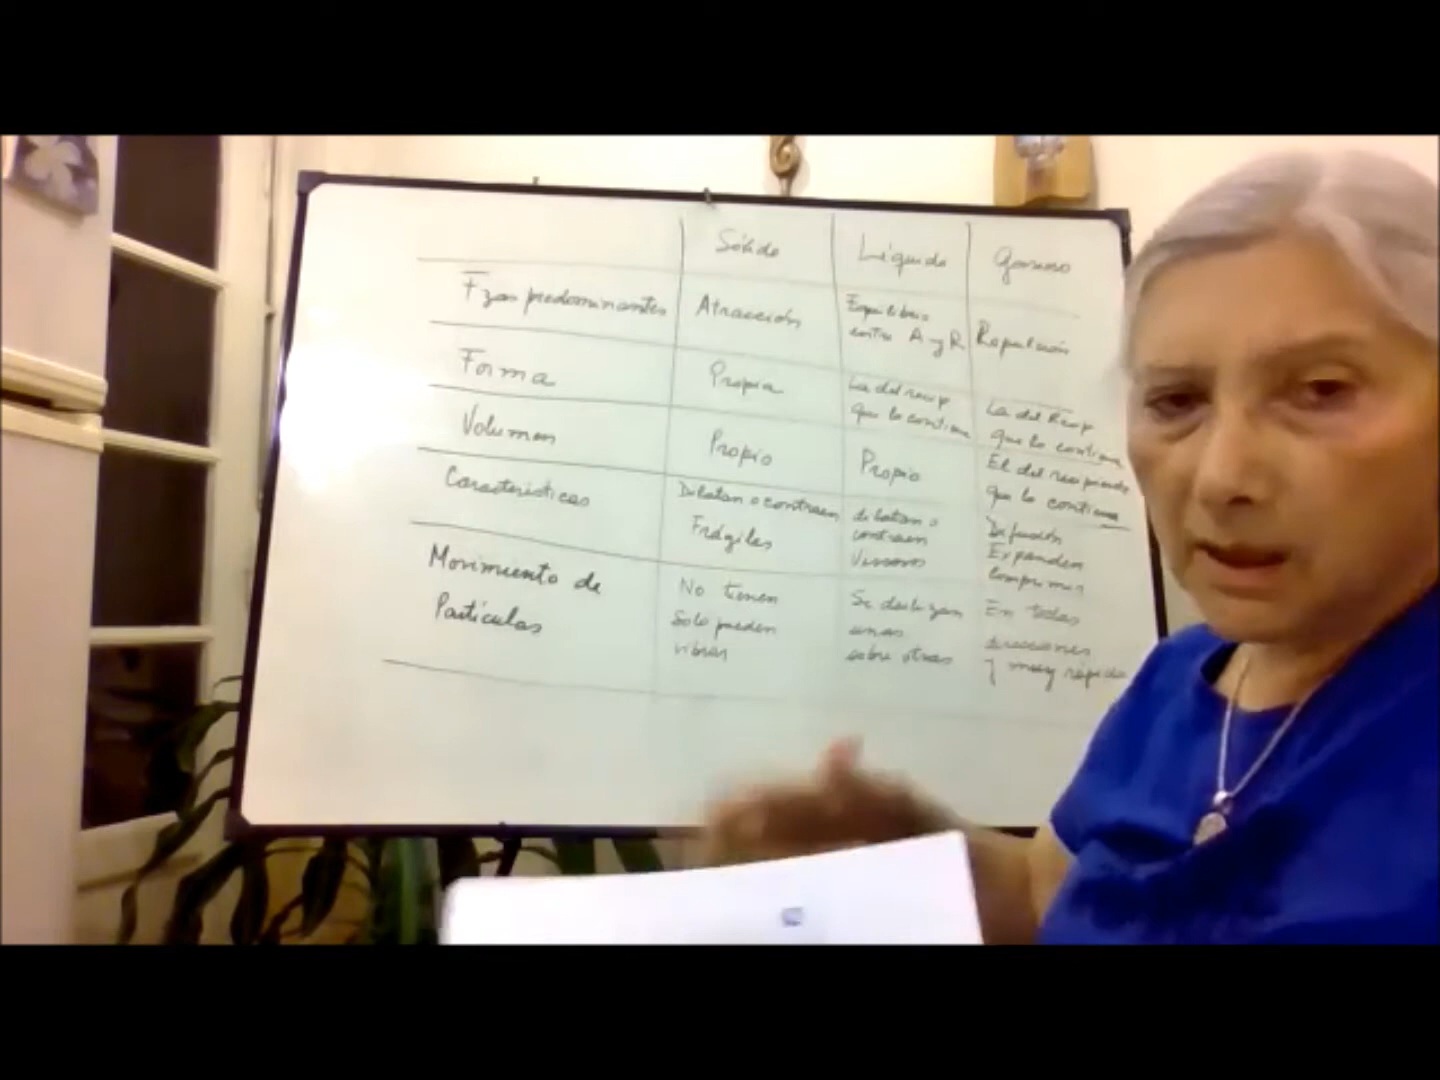 Sólido Líquido Gaseoso
Fzas predominantes Atracción Equilibrio entre A y R Repulsión
Forma Propia La del recip que lo contiene La del Recip que lo contiene
Volumen Propio Propio El del recipiente que lo contiene
Características Dilatan o contraen Frágiles dilatan o contraen Viscosos Difusión Expanden comprimen
Movimiento de Partículas No tienen Solo pueden vibrar Se deslizan unas sobre otras En todas direcciones y muy rápido